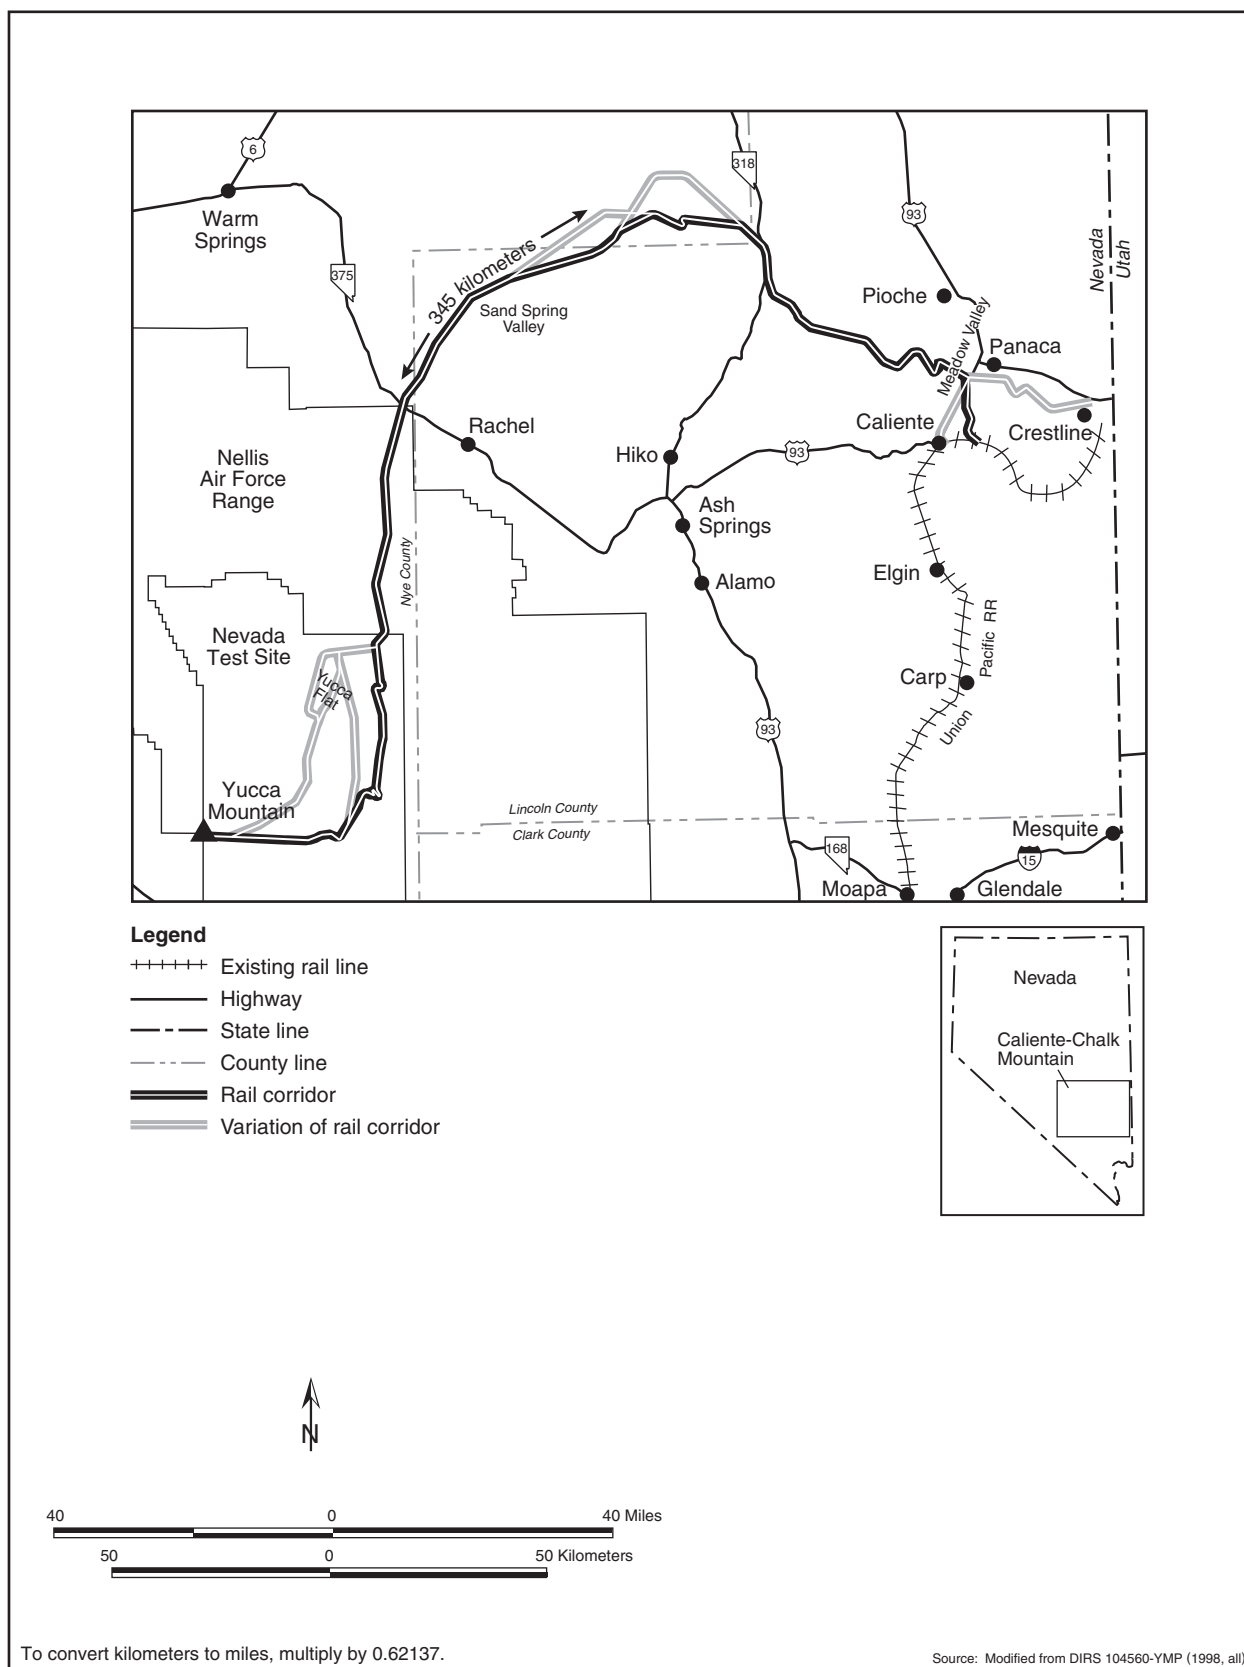 6
318
93
Warm
Springs
Nevada
Utah
375
345 kilometers
Pioche
Sand Spring
Valley
Meadow Valley
Panaca
Rachel
Caliente
Crestline
Hiko
93
Nellis
Air Force
Range
Ash
Springs
Nye County
Elgin
Alamo
Nevada
Test Site
Pacific RR
Yucca
Flat
Carp
Union
93
Yucca
Mountain
Lincoln County
Clark County
Mesquite
168
15
Moapa
Glendale
Legend
Existing rail line
Highway
State line
County line
Rail corridor
Variation of rail corridor
Nevada
Caliente-Chalk
Mountain
N
40 0 40 Miles
50 0 50 Kilometers
To convert kilometers to miles, multiply by 0.62137.
Source: Modified from DIRS 104560-YMP (1998, all)